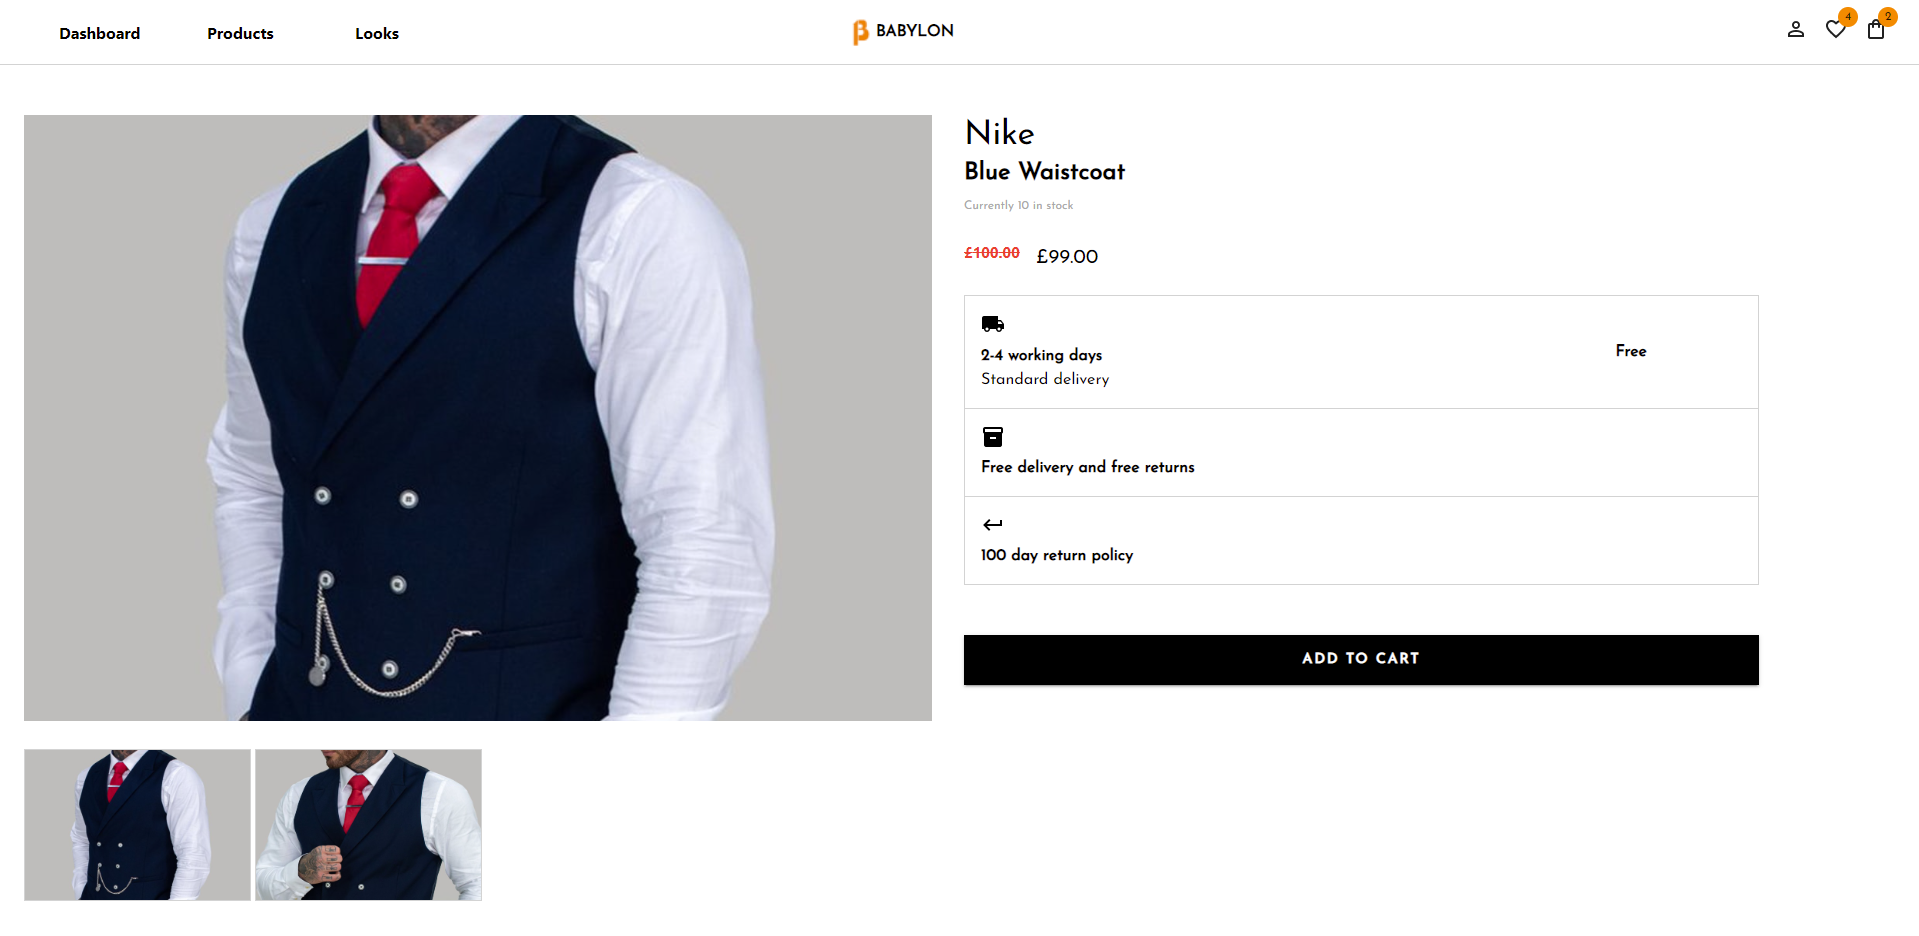 Dashboard
Products
Looks
BABYLON
4
2
Nike
Blue Waistcoat
Currently 10 in stock
£100.00 £99.00
2-4 working days
Standard delivery
Free
Free delivery and free returns
100 day return policy
ADD TO CART